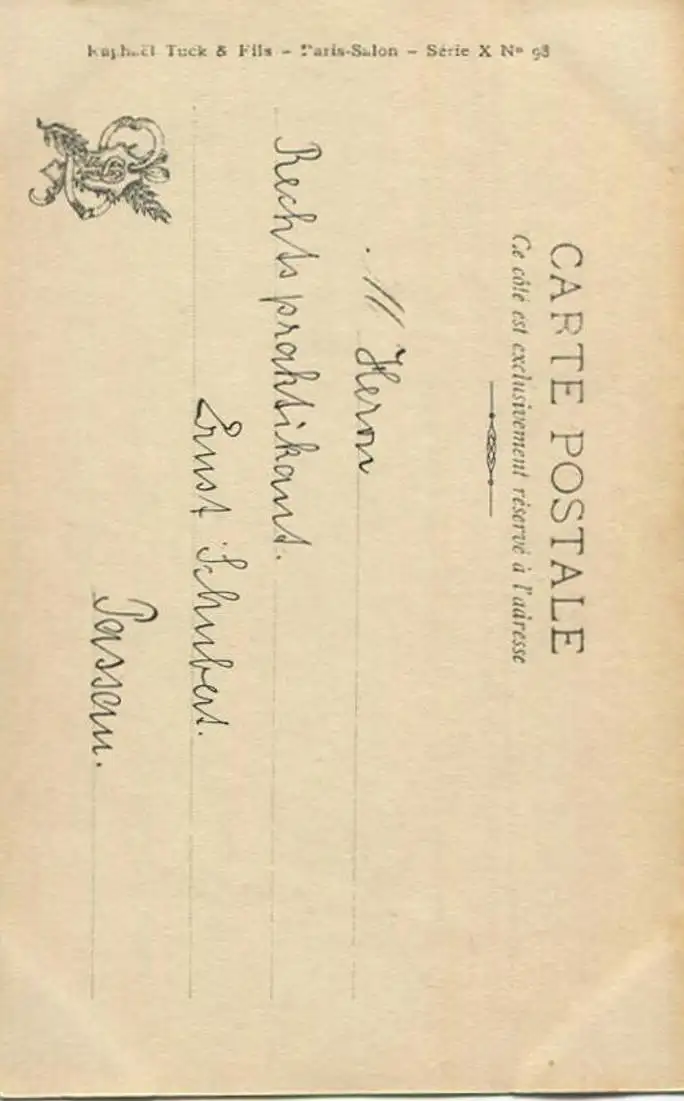 CARTE POSTALE
Ce côté est exclusivement réservé à l'adresse
Herrn
Rechtspraktikant.
Ernst Schubert.
Passau.
Raphaël Tuck & Fils – Paris-Salon – Série X Nº 98